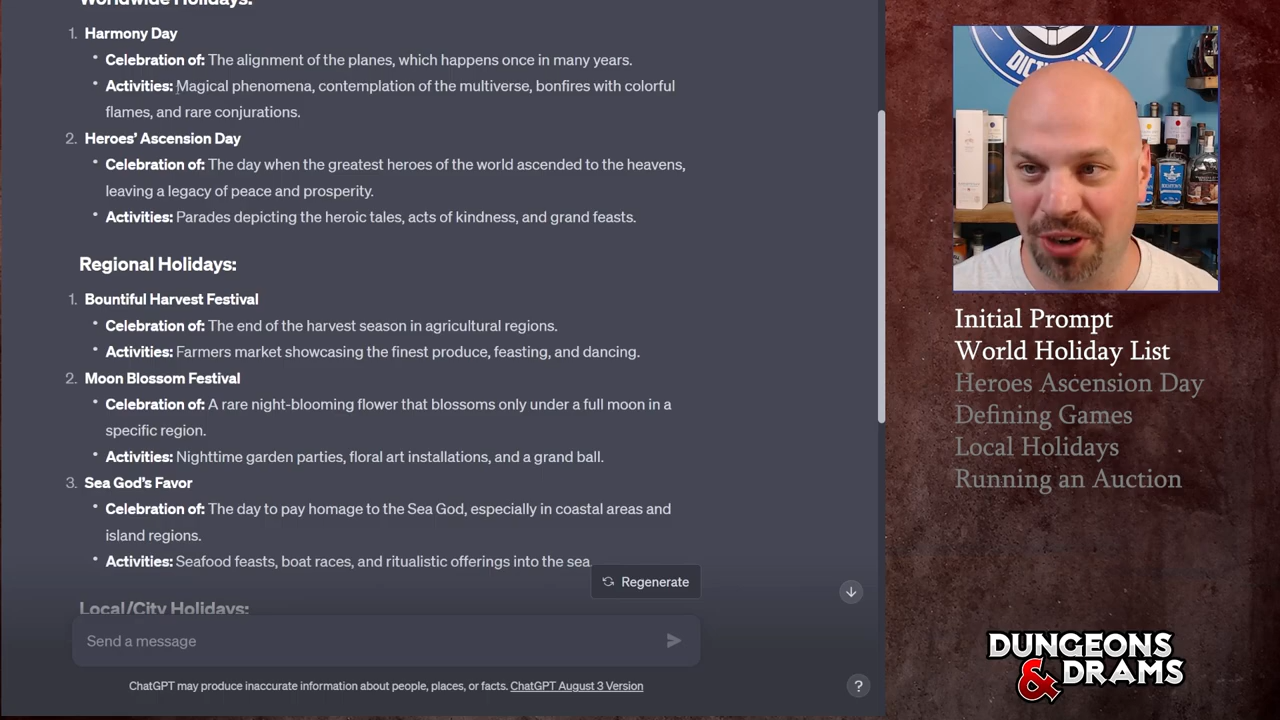 Worldwide Holidays:
1. Harmony Day
• Celebration of: The alignment of the planes, which happens once in many years.
• Activities: Magical phenomena, contemplation of the multiverse, bonfires with colorful
flames, and rare conjurations.
2. Heroes’ Ascension Day
• Celebration of: The day when the greatest heroes of the world ascended to the heavens,
leaving a legacy of peace and prosperity.
• Activities: Parades depicting the heroic tales, acts of kindness, and grand feasts.
Regional Holidays:
1. Bountiful Harvest Festival
• Celebration of: The end of the harvest season in agricultural regions.
• Activities: Farmers market showcasing the finest produce, feasting, and dancing.
2. Moon Blossom Festival
• Celebration of: A rare night-blooming flower that blossoms only under a full moon in a
specific region.
• Activities: Nighttime garden parties, floral art installations, and a grand ball.
3. Sea God’s Favor
• Celebration of: The day to pay homage to the Sea God, especially in coastal areas and
island regions.
• Activities: Seafood feasts, boat races, and ritualistic offerings into the sea.
Regenerate
Local/City Holidays:
Send a message
ChatGPT may produce inaccurate information about people, places, or facts. ChatGPT August 3 Version
?
Initial Prompt
World Holiday List
Heroes Ascension Day
Defining Games
Local Holidays
Running an Auction
DUNGEONS
& DRAMS